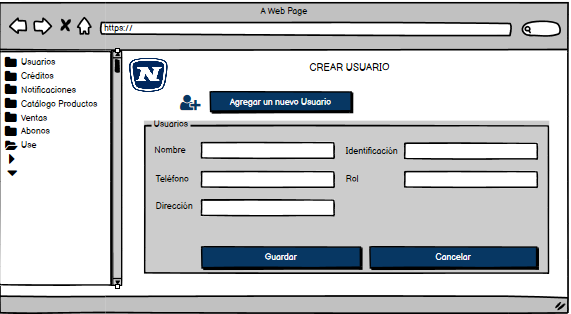 A Web Page
https://
Usuarios
Créditos
Notificaciones
Catálogo Productos
Ventas
Abonos
Use
N
CREAR USUARIO
Agregar un nuevo Usuario
Usuarios
Nombre
Identificación
Teléfono
Rol
Dirección
Guardar
Cancelar